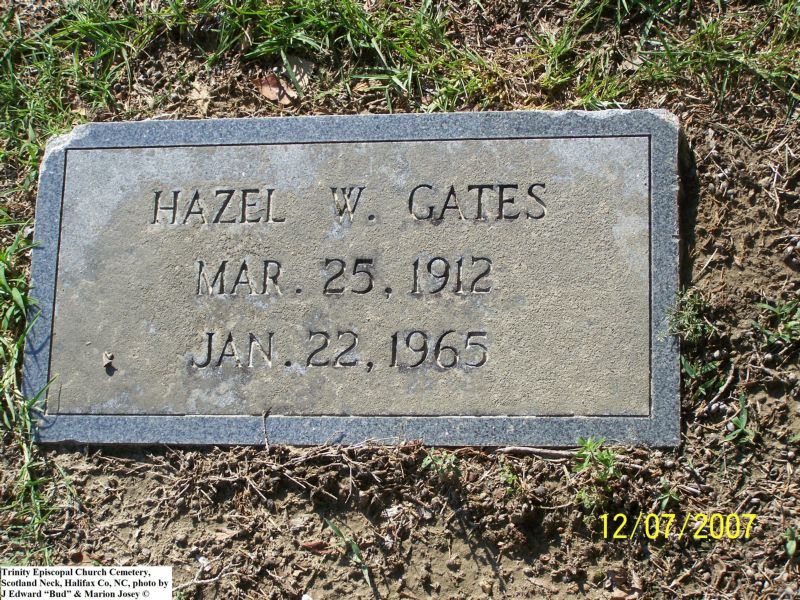 HAZEL W. GATES
MAR. 25, 1912
JAN. 22, 1965
12/07/2007
Trinity Episcopal Church Cemetery,
Scotland Neck, Halifax Co, NC, photo by
J Edward “Bud” & Marion Josey ©